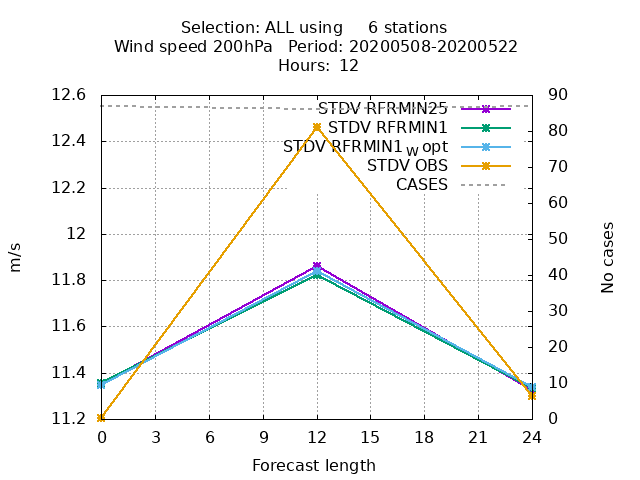 Selection: ALL using 6 stations
Wind speed 200hPa Period: 20200508-20200522
Hours: 12
STDV RFRMIN25
STDV RFRMIN1
STDV RFRMIN1_W opt
STDV OBS
CASES
12.6
12.4
12.2
12
11.8
11.6
11.4
11.2
90
80
70
60
50
40
30
20
10
0
m/s
No cases
0 3 6 9 12 15 18 21 24
Forecast length